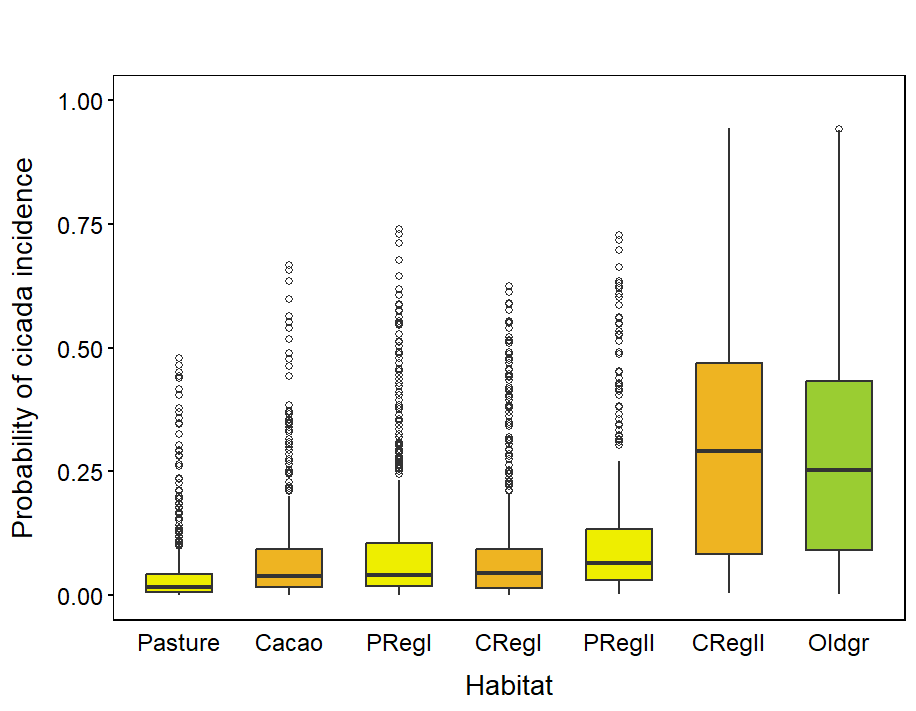 Probability of cicada incidence
1.00
0.75
0.50
0.25
0.00
Pasture Cacao PRegI CRegI PRegII CRegII Oldgr
Habitat